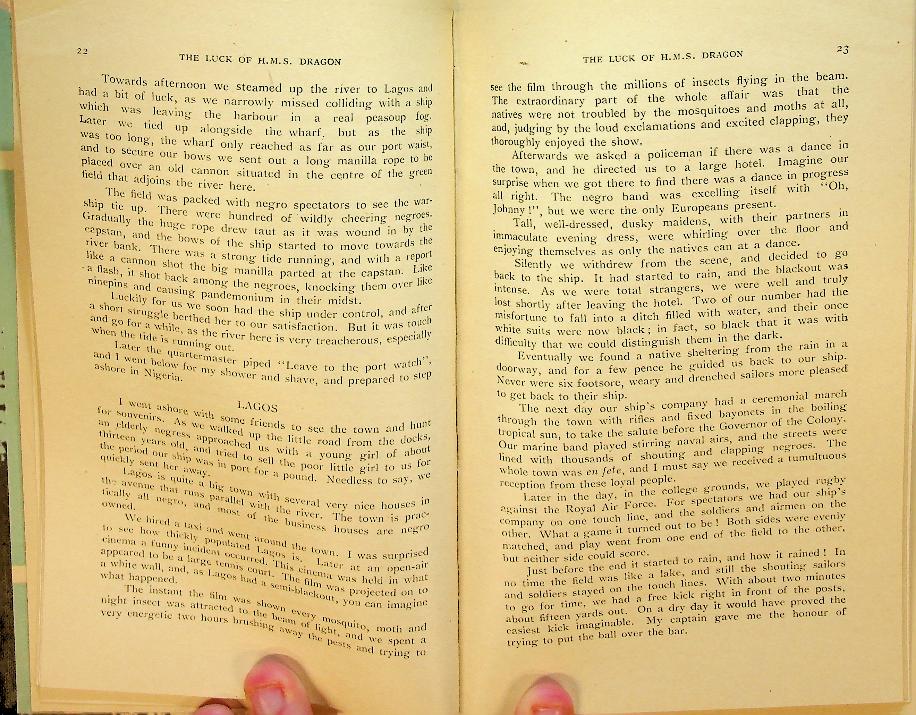 22
THE LUCK OF H.M.S. DRAGON
Towards afternoon we steamed up the river to Lagos and
had a bit of luck, as we narrowly missed colliding with a ship
which was leaving the harbour in a real peasoup fog.
Later we tied up alongside the wharf, but as the ship
was too long, the wharf only reached as far as our port waist,
and to secure our bows we sent out a long manilla rope to be
placed over an old cannon situated in the centre of the green
field that adjoins the river here.
The field was packed with negro spectators to see the war-
ship tie up. There were hundred of wildly cheering negroes.
Gradually the huge rope drew taut as it was wound in by the
capstan, and the bows of the ship started to move towards the
river bank. There was a strong tide running, and with a report
like a cannon shot the big manilla parted at the capstan. Like
a flash, it shot back among the negroes, knocking them over like
ninepins and causing pandemonium in their midst.
Luckily for us we soon had the ship under control, and after
a short struggle berthed her to our satisfaction. But it was touch
and go for a while, as the river here is very treacherous, especially
when the tide is running out.
Later the quartermaster piped "Leave to the port watch",
and I went below for my shower and shave, and prepared to step
ashore in Nigeria.
LAGOS
I went ashore with some friends to see the town and hunt
for souvenirs. As we walked up the little road from the docks,
an elderly negress approached us with a young girl of about
thirteen years old, and tried to sell the poor little girl to us for
the period our ship was in port for a pound. Needless to say, we
quickly sent her away.
Lagos is quite a big town with several very nice houses in
the avenue that runs parallel with the river. The town is prac-
tically all negro, and most of the business houses are negro
owned.
We hired a taxi and went around the town. I was surprised
to see how thickly populated Lagos is. Later at an open-air
cinema a funny incident occurred. This cinema was held in what
appeared to be a large tennis court. The film was projected on to
a white wall, and, as Lagos had a semi-blackout, you can imagine
what happened.
The instant the film was shown every mosquito, moth and
night insect was attracted to the beam of light, and we spent a
very energetic two hours brushing away the pests and trying to
THE LUCK OF H.M.S. DRAGON
23
see the film through the millions of insects flying in the beam.
The extraordinary part of the whole affair was that the
natives were not troubled by the mosquitoes and moths at all,
and, judging by the loud exclamations and excited clapping, they
thoroughly enjoyed the show.
Afterwards we asked a policeman if there was a dance in
the town, and he directed us to a large hotel. Imagine our
surprise when we got there to find there was a dance in progress
all right. The negro band was excelling itself with "Oh,
Johany!", but we were the only Europeans present.
Tall, well-dressed, dusky maidens, with their partners in
immaculate evening dress, were whirling over the floor and
enjoying themselves as only the natives can at a dance.
Silently we withdrew from the scene, and decided to go
back to the ship. It had started to rain, and the blackout was
intense. As we were total strangers, we were well and truly
lost shortly after leaving the hotel. Two of our number had the
misfortune to fall into a ditch filled with water, and their once
white suits were now black; in fact, so black that it was with
difficulty that we could distinguish them in the dark.
Eventually we found a native sheltering from the rain in a
doorway, and for a few pence he guided us back to our ship.
Never were six footsore, weary and drenched sailors more pleased
to get back to their ship.
The next day our ship's company had a ceremonial march
through the town with rifles and fixed bayonets in the boiling
tropical sun, to take the salute before the Governor of the Colony.
Our marine band played stirring naval airs, and the streets were
lined with thousands of shouting and clapping negroes. The
whole town was en fete, and I must say we received a tumultuous
reception from these loyal people.
Later in the day, in the college grounds, we played rugby
against the Royal Air Force. For spectators we had our ship's
company on one touch line, and the soldiers and airmen on the
other. What a game it turned out to be! Both sides were evenly
matched, and play went from one end of the field to the other,
but neither side could score.
Just before the end it started to rain, and how it rained! In
no time the field was like a lake, and still the shouting sailors
and soldiers stayed on the touch lines. With about two minutes
to go for time, we had a free kick right in front of the posts,
about fifteen yards out. On a dry day it would have proved the
easiest kick imaginable. My captain gave me the honour of
trying to put the ball over the bar.